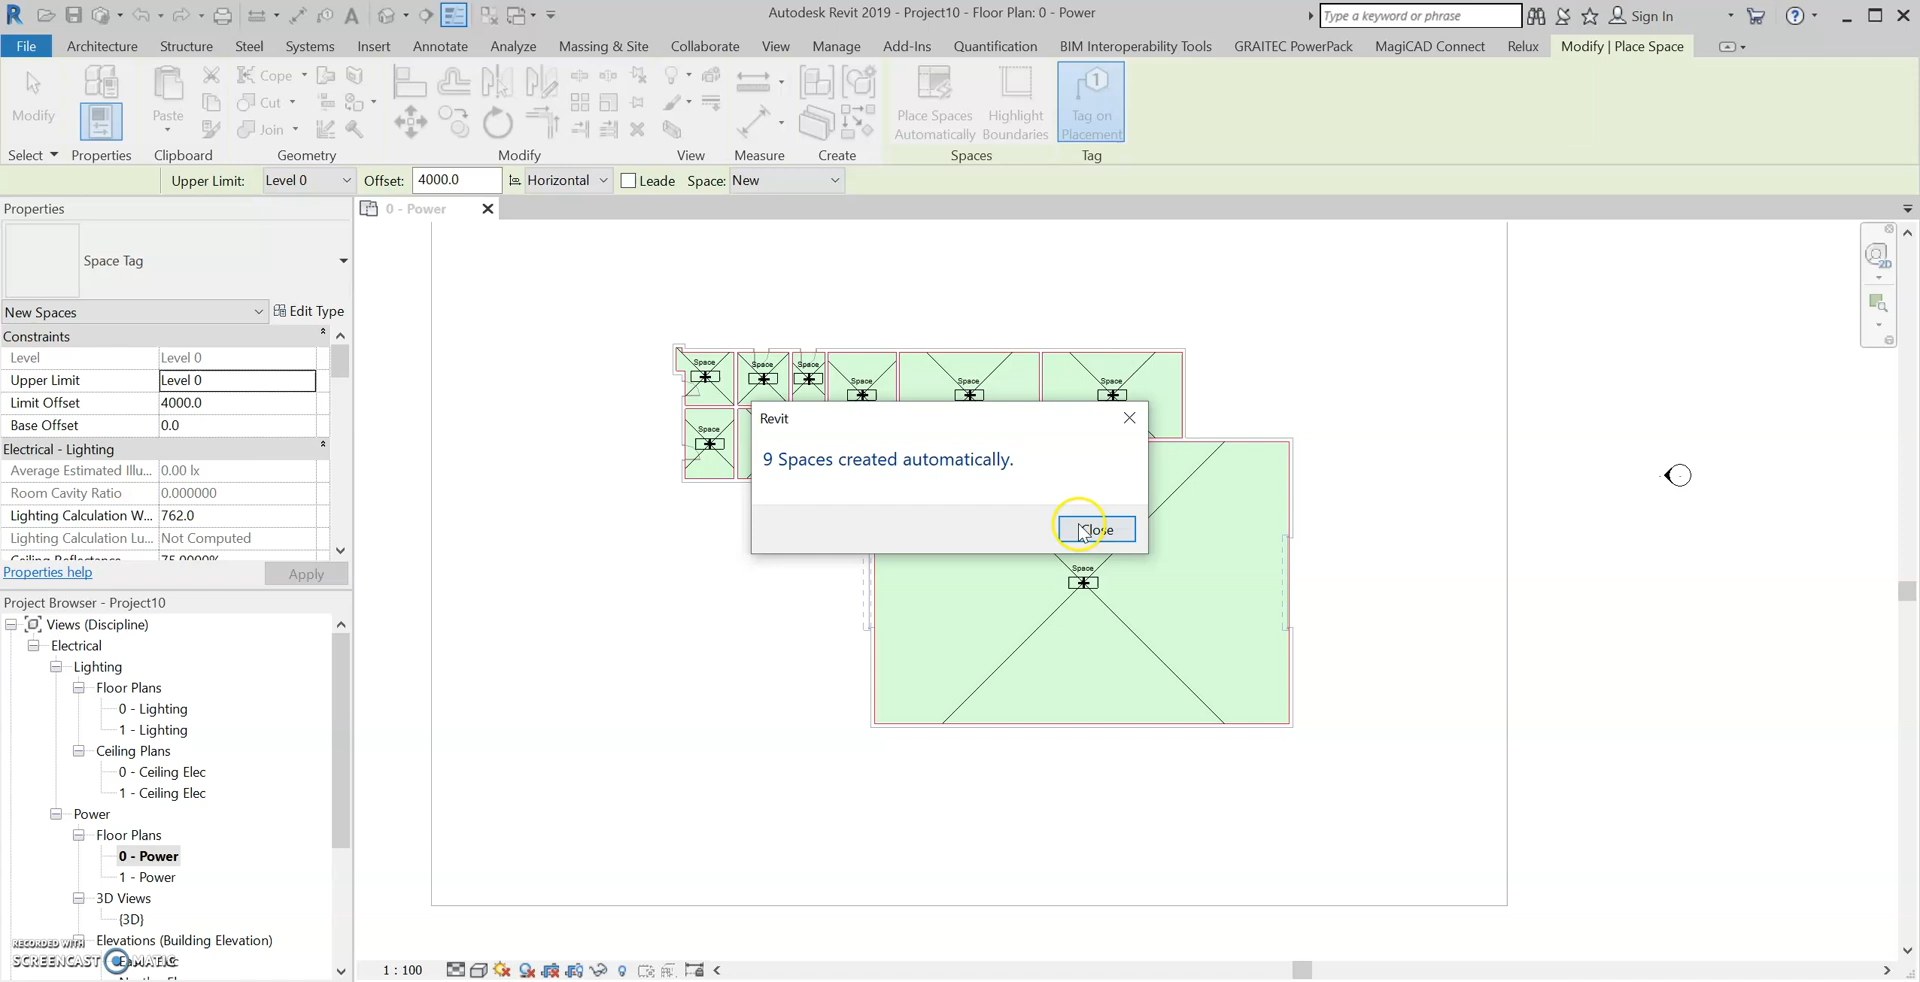 Autodesk Revit 2019 - Project10 - Floor Plan: 0 - Power
Type a keyword or phrase
Sign In
File Architecture Structure Steel Systems Insert Annotate Analyze Massing & Site Collaborate View Manage Add-Ins Quantification BIM Interoperability Tools GRAITEC PowerPack MagiCAD Connect Relux Modify | Place Space
Modify
Paste
Cope
Cut
Join
Place Spaces Automatically
Highlight Boundaries
Tag on Placement
Select Properties Clipboard Geometry Modify View Measure Create Spaces Tag
Upper Limit: Level 0 Offset: 4000.0 Horizontal Leade Space: New
Properties
0 - Power
Space Tag
New Spaces Edit Type
Constraints
Level Level 0
Upper Limit Level 0
Limit Offset 4000.0
Base Offset 0.0
Electrical - Lighting
Average Estimated Illu... 0.00 lx
Room Cavity Ratio 0.000000
Lighting Calculation W... 762.0
Lighting Calculation Lu... Not Computed
Ceiling Reflectance 75.0000%
Properties help Apply
Project Browser - Project10
Views (Discipline)
Electrical
Lighting
Floor Plans
0 - Lighting
1 - Lighting
Ceiling Plans
0 - Ceiling Elec
1 - Ceiling Elec
Power
Floor Plans
0 - Power
1 - Power
3D Views
{3D}
Elevations (Building Elevation)
RECORDED WITH
SCREENCAST MATIC
Space Space Space Space Space Space
Space
Revit
9 Spaces created automatically.
Close
Space
2D
1 : 100